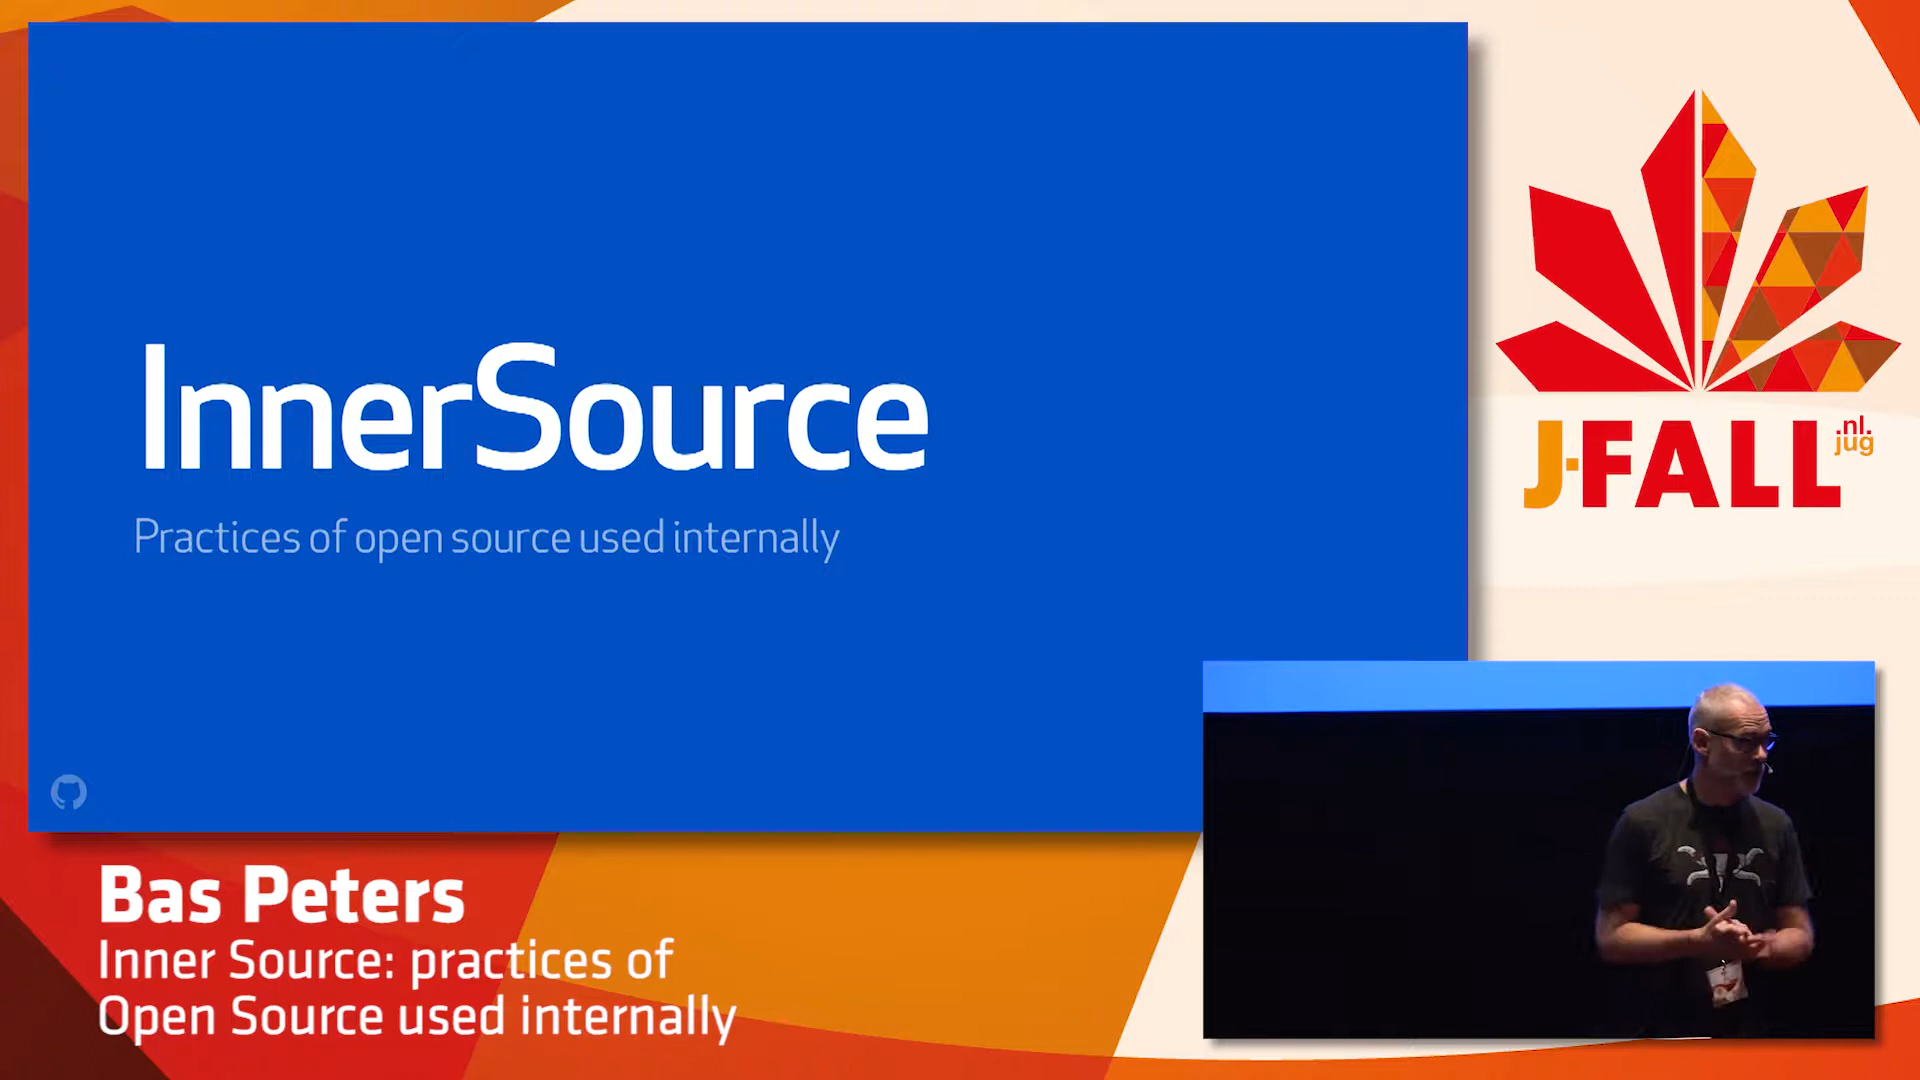 InnerSource
Practices of open source used internally
J-FALL
.nl.
jug
Bas Peters
Inner Source: practices of
Open Source used internally